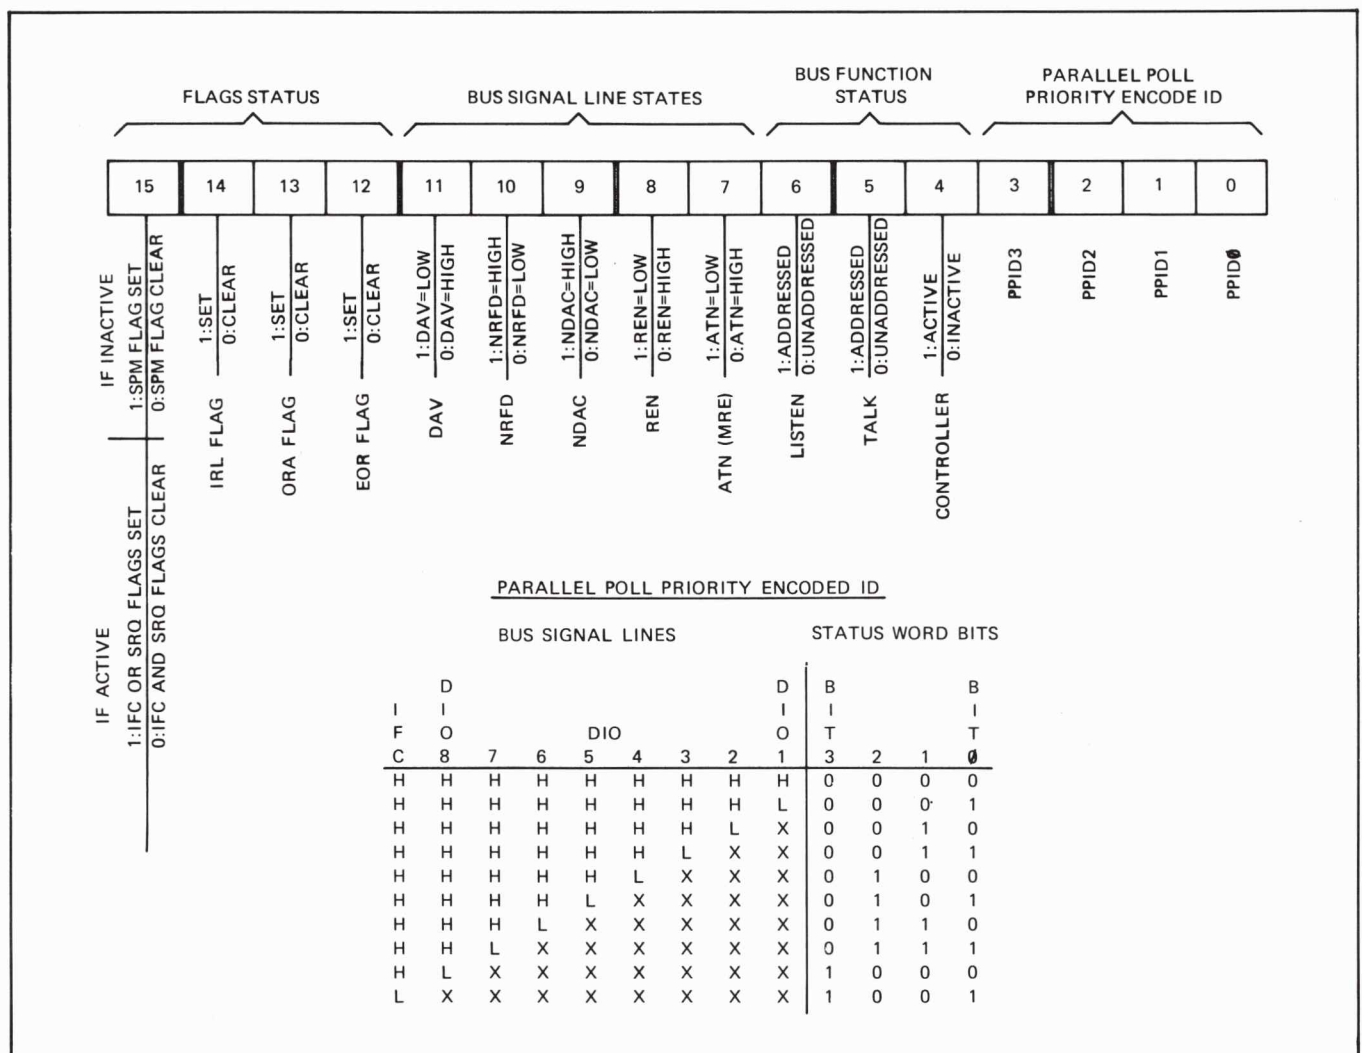 FLAGS STATUS
BUS SIGNAL LINE STATES
BUS FUNCTION
STATUS
PARALLEL POLL
PRIORITY ENCODE ID
15 14 13 12 11 10 9 8 7 6 5 4 3 2 1 0
IF INACTIVE
1:SPM FLAG SET
0:SPM FLAG CLEAR
IF ACTIVE
1:IFC OR SRQ FLAGS SET
0:IFC AND SRQ FLAGS CLEAR
1:SET
0:CLEAR
IRL FLAG
1:SET
0:CLEAR
ORA FLAG
1:SET
0:CLEAR
EOR FLAG
1:DAV=LOW
0:DAV=HIGH
DAV
1:NRFD=HIGH
0:NRFD=LOW
NRFD
1:NDAC=HIGH
0:NDAC=LOW
NDAC
1:REN=LOW
0:REN=HIGH
REN
1:ATN=LOW
0:ATN=HIGH
ATN (MRE)
1:ADDRESSED
0:UNADDRESSED
LISTEN
1:ADDRESSED
0:UNADDRESSED
TALK
1:ACTIVE
0:INACTIVE
CONTROLLER
PPID3
PPID2
PPID1
PPIDØ
PARALLEL POLL PRIORITY ENCODED ID
BUS SIGNAL LINES STATUS WORD BITS
IFC DIO DIO DIO BIT BIT
8 7 6 5 4 3 2 1 3 2 1 Ø
H H H H H H H H H 0 0 0 0
H H H H H H H H L 0 0 0 1
H H H H H H H L X 0 0 1 0
H H H H H H L X X 0 0 1 1
H H H H H L X X X 0 1 0 0
H H H H L X X X X 0 1 0 1
H H H L X X X X X 0 1 1 0
H H L X X X X X X 0 1 1 1
H L X X X X X X X 1 0 0 0
L X X X X X X X X 1 0 0 1